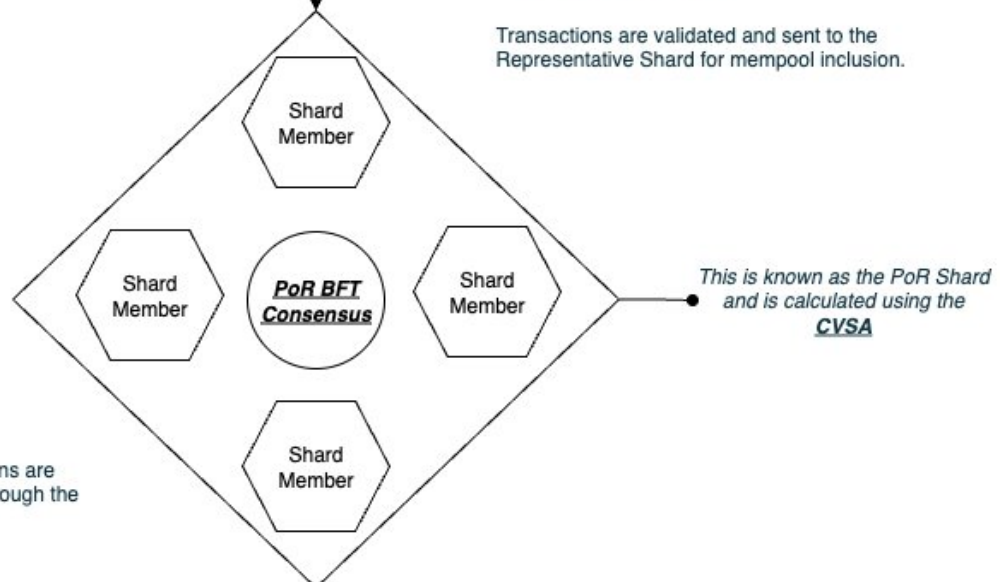 Transactions are validated and sent to the
Representative Shard for mempool inclusion.
Shard
Member
Shard
Member
PoR BFT
Consensus
Shard
Member
This is known as the PoR Shard
and is calculated using the
CVSA
Shard
Member
ns are
ough the